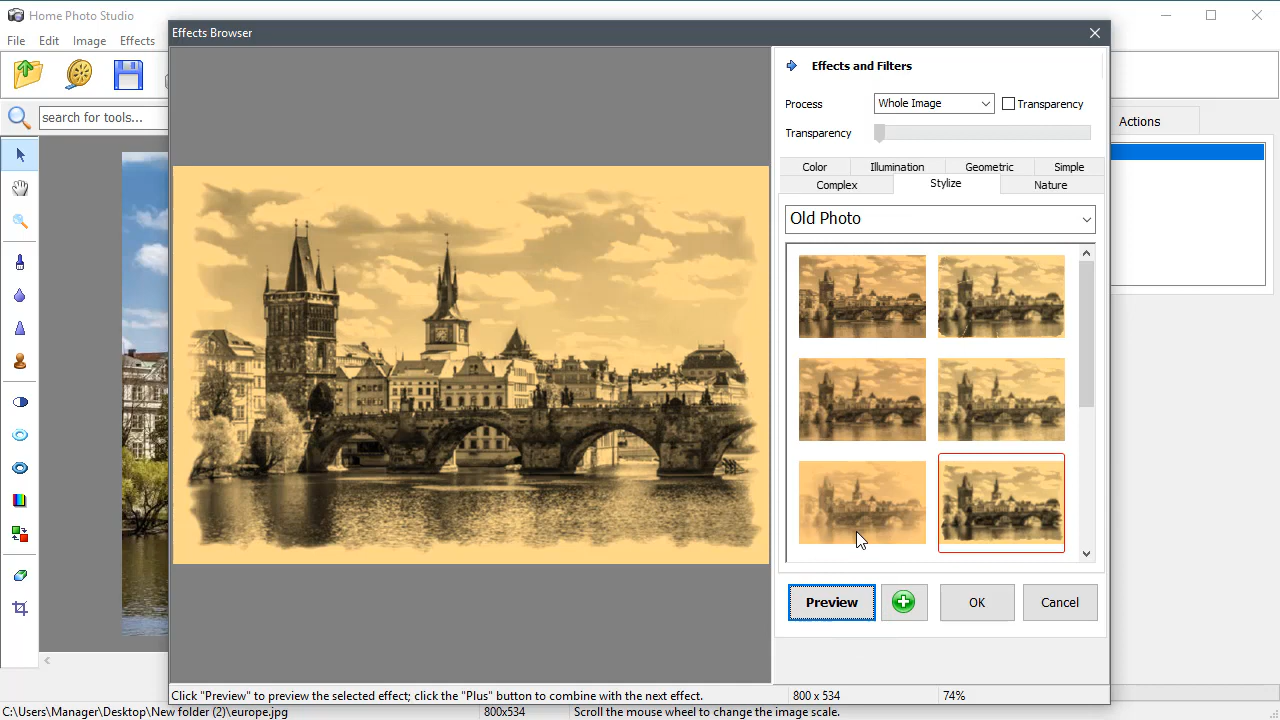 Home Photo Studio
File Edit Image Effects
Effects Browser
Effects and Filters
Process Whole Image Transparency
Transparency
search for tools...
Actions
Color Illumination Geometric Simple
Complex Stylize Nature
Old Photo
Preview OK Cancel
Click "Preview" to preview the selected effect; click the "Plus" button to combine with the next effect. 800 x 534 74%
C:\Users\Manager\Desktop\New folder (2)\europe.jpg 800x534 Scroll the mouse wheel to change the image scale.